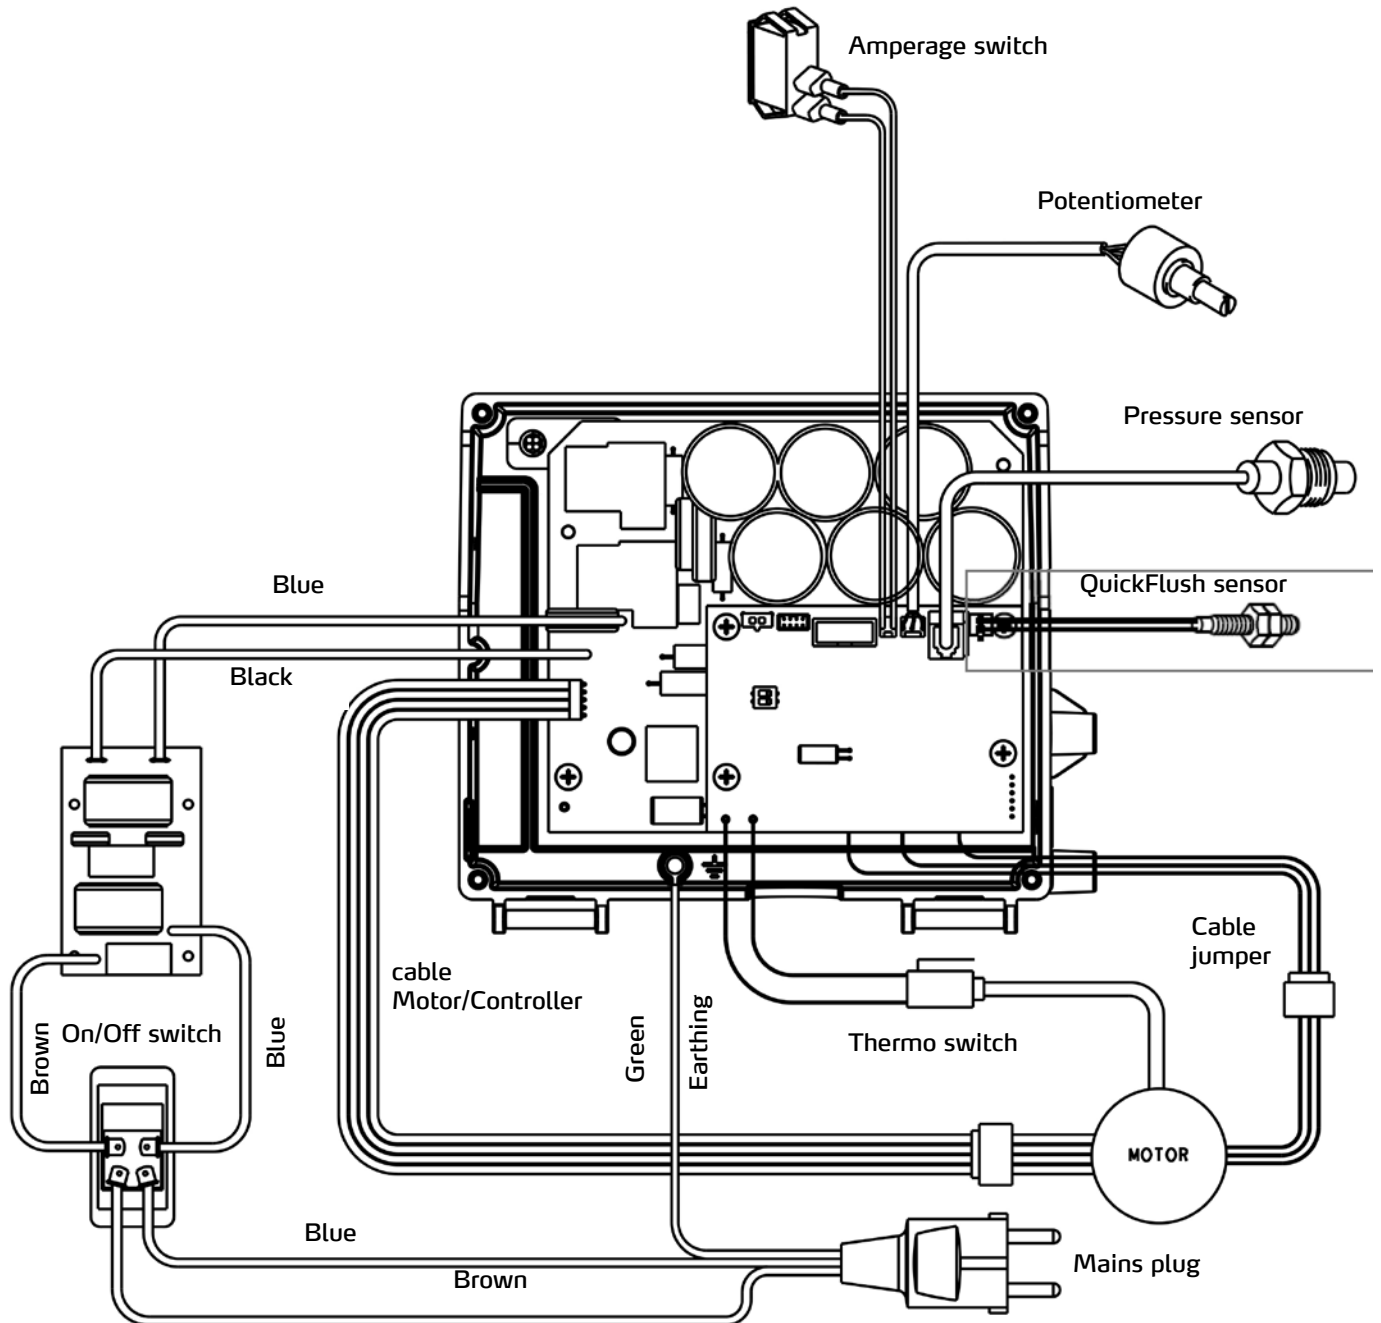 Amperage switch
Potentiometer
Pressure sensor
QuickFlush sensor
Blue
Black
Cable
jumper
cable
Motor/Controller
On/Off switch
Brown
Blue
Green
Earthing
Thermo switch
MOTOR
Blue
Brown
Mains plug